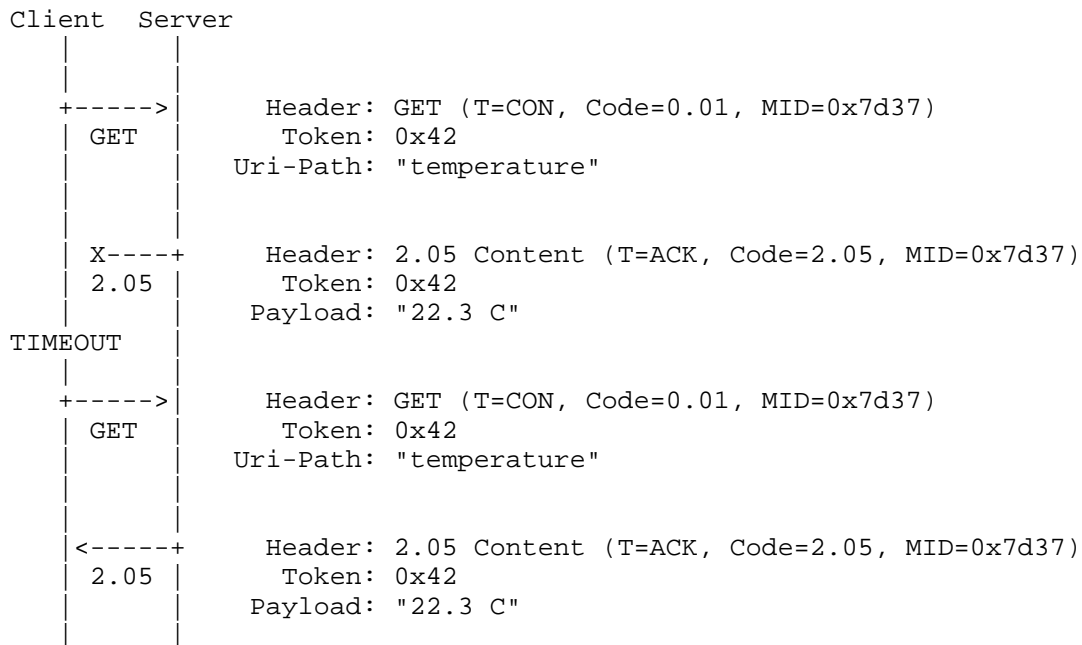 Client Server
+----->| Header: GET (T=CON, Code=0.01, MID=0x7d37)
| GET | Token: 0x42
| | Uri-Path: "temperature"
| X----+ Header: 2.05 Content (T=ACK, Code=2.05, MID=0x7d37)
| 2.05 | Token: 0x42
| | Payload: "22.3 C"
TIMEOUT |
+----->| Header: GET (T=CON, Code=0.01, MID=0x7d37)
| GET | Token: 0x42
| | Uri-Path: "temperature"
|<-----+ Header: 2.05 Content (T=ACK, Code=2.05, MID=0x7d37)
| 2.05 | Token: 0x42
| | Payload: "22.3 C"